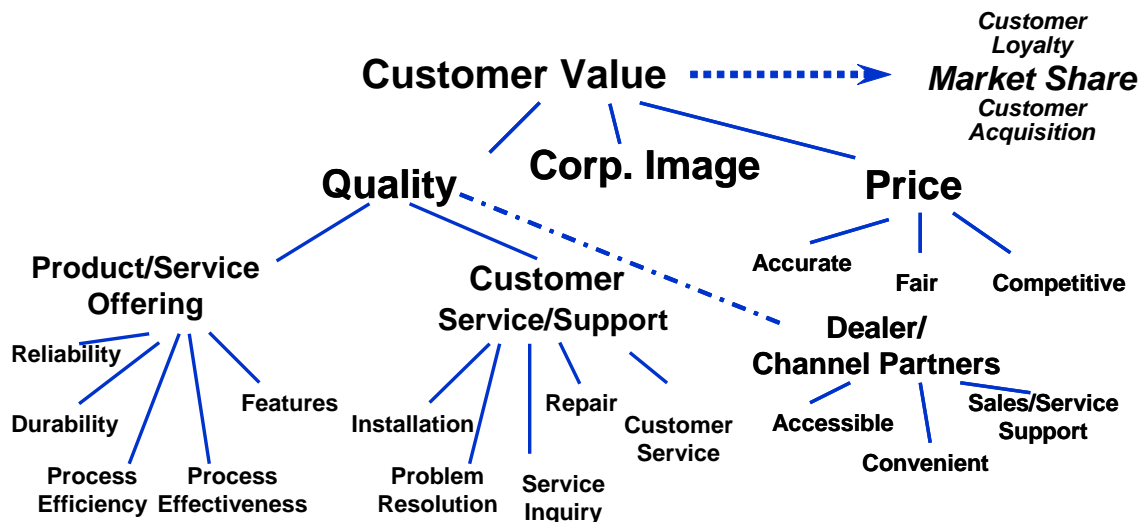 Customer
Loyalty
Customer Value
Market Share
Customer
Acquisition
Quality
Corp. Image
Price
Product/Service
Offering
Customer
Service/Support
Accurate
Fair
Competitive
Dealer/
Channel Partners
Reliability
Durability
Process
Efficiency
Process
Effectiveness
Features
Installation
Problem
Resolution
Service
Inquiry
Repair
Customer
Service
Accessible
Convenient
Sales/Service
Support